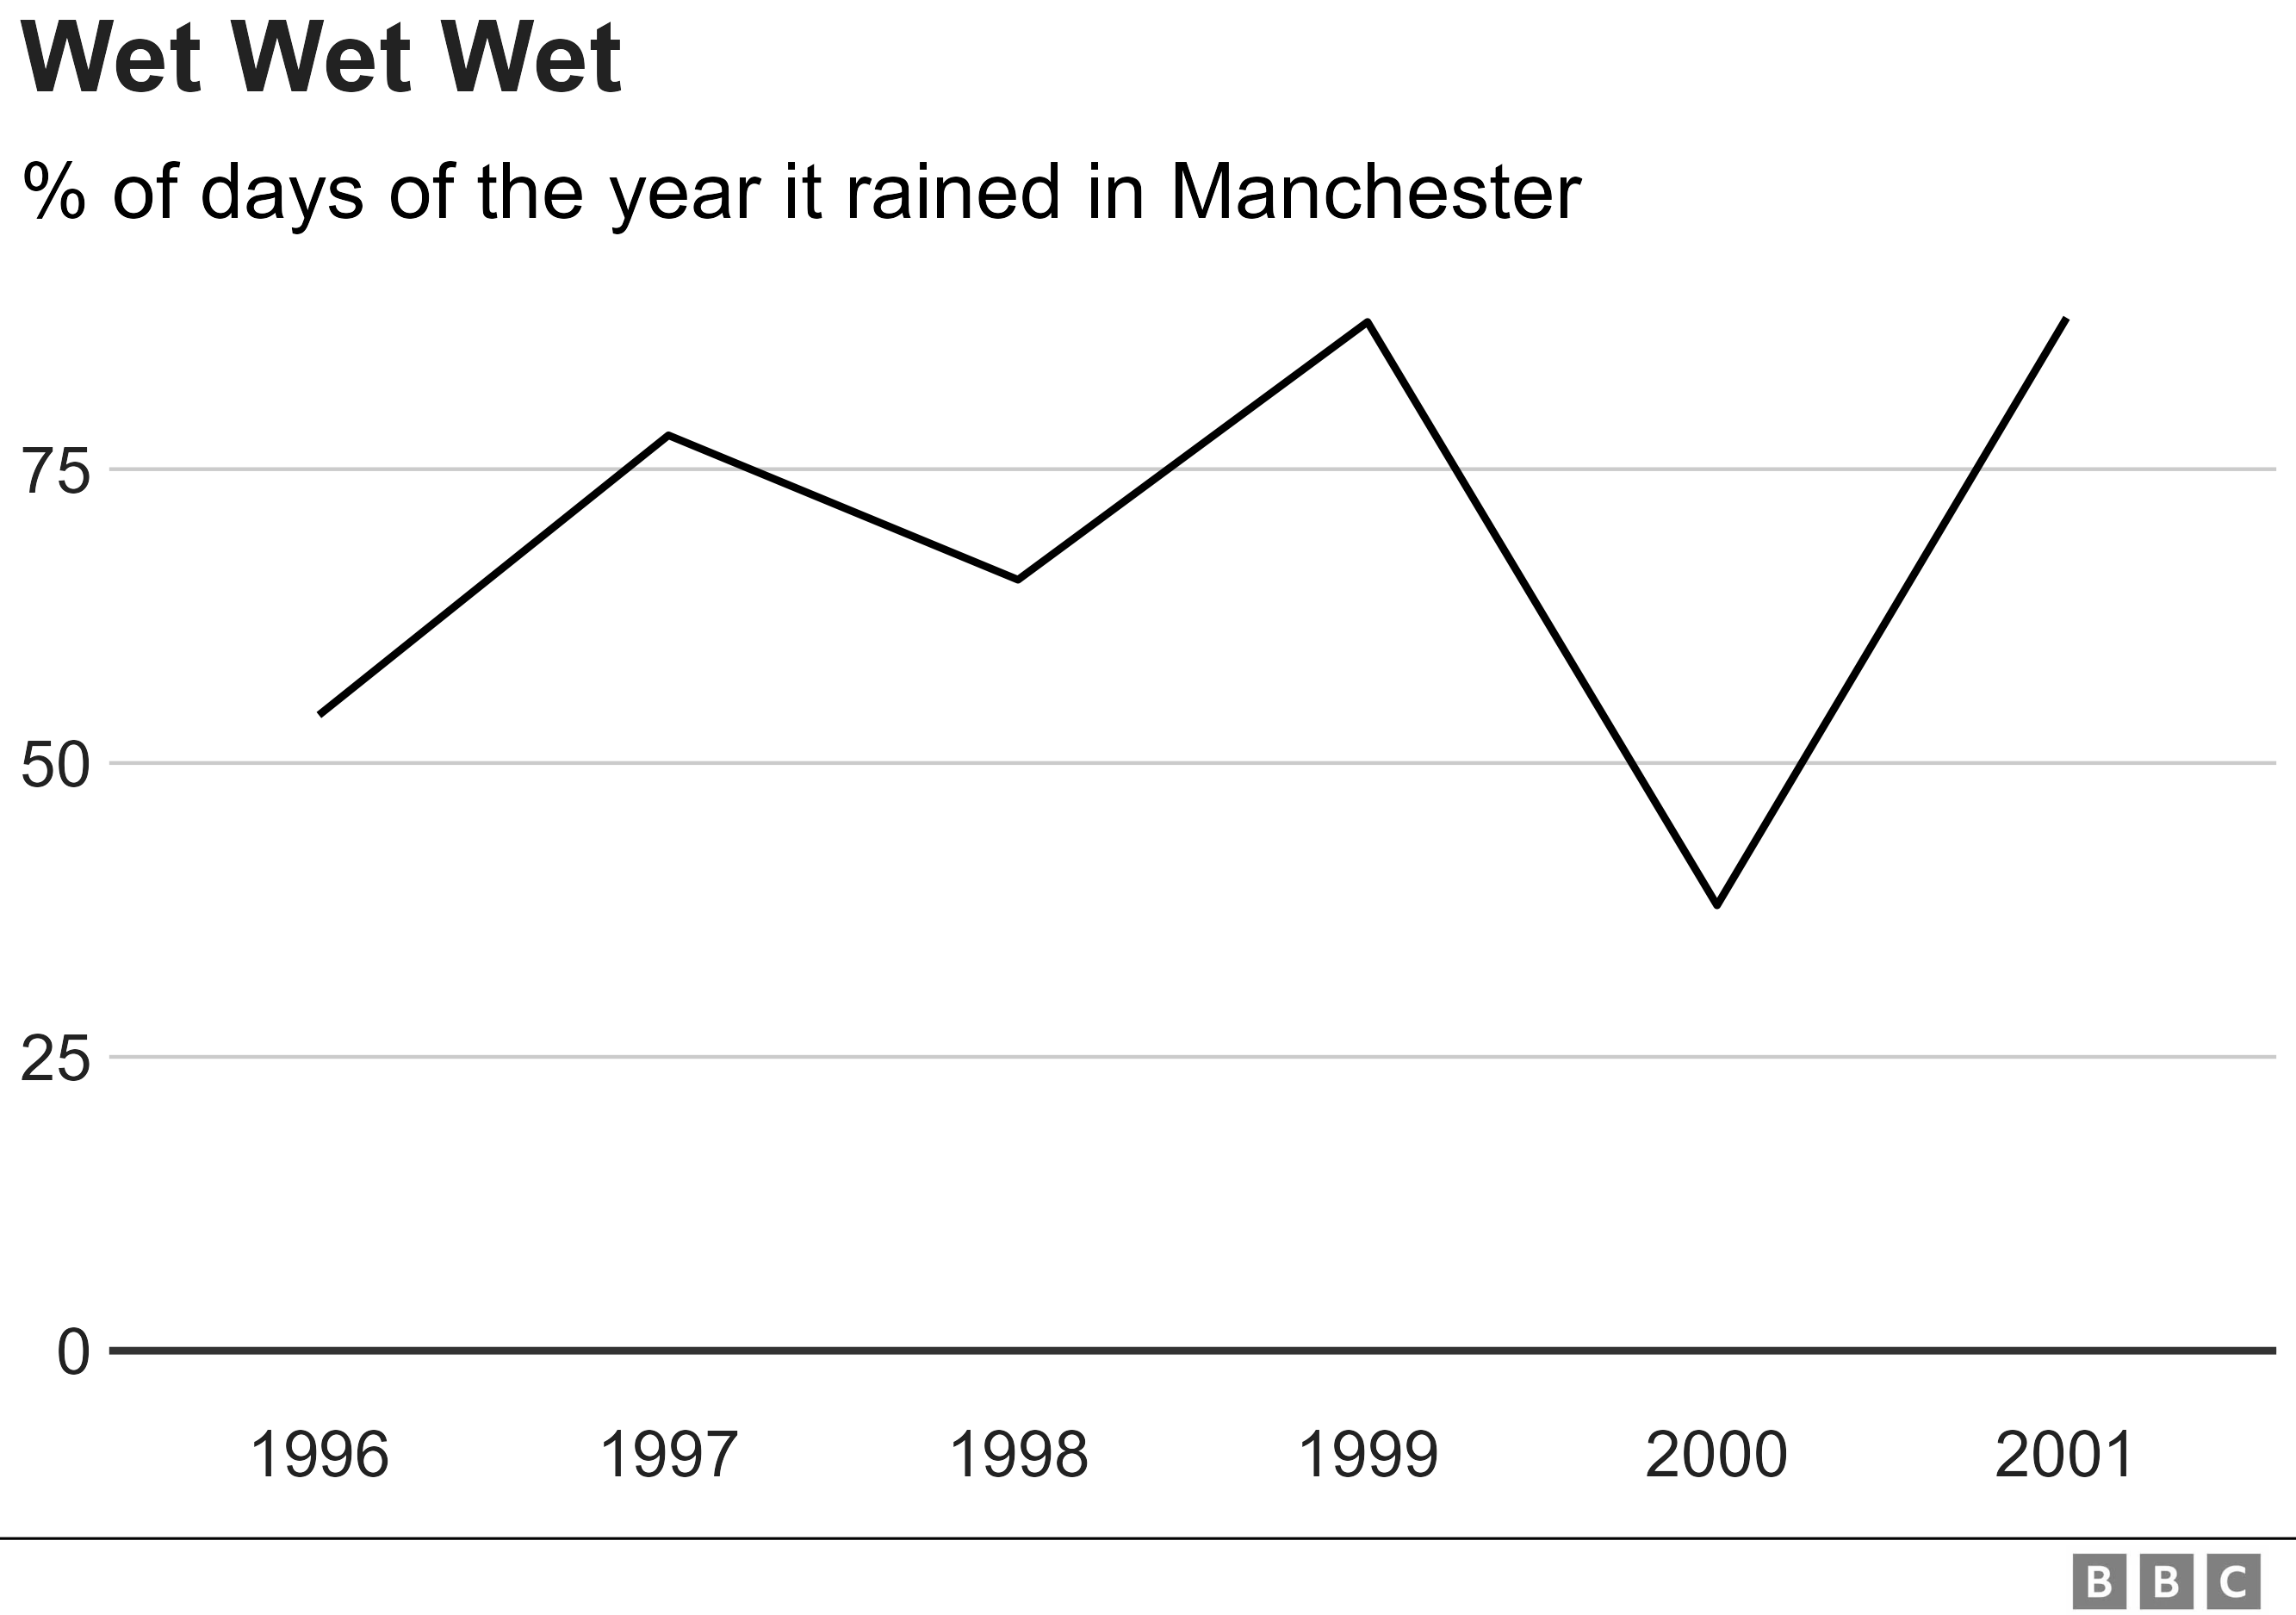 Wet Wet Wet
% of days of the year it rained in Manchester
75
50
25
0
1996 1997 1998 1999 2000 2001
BBC